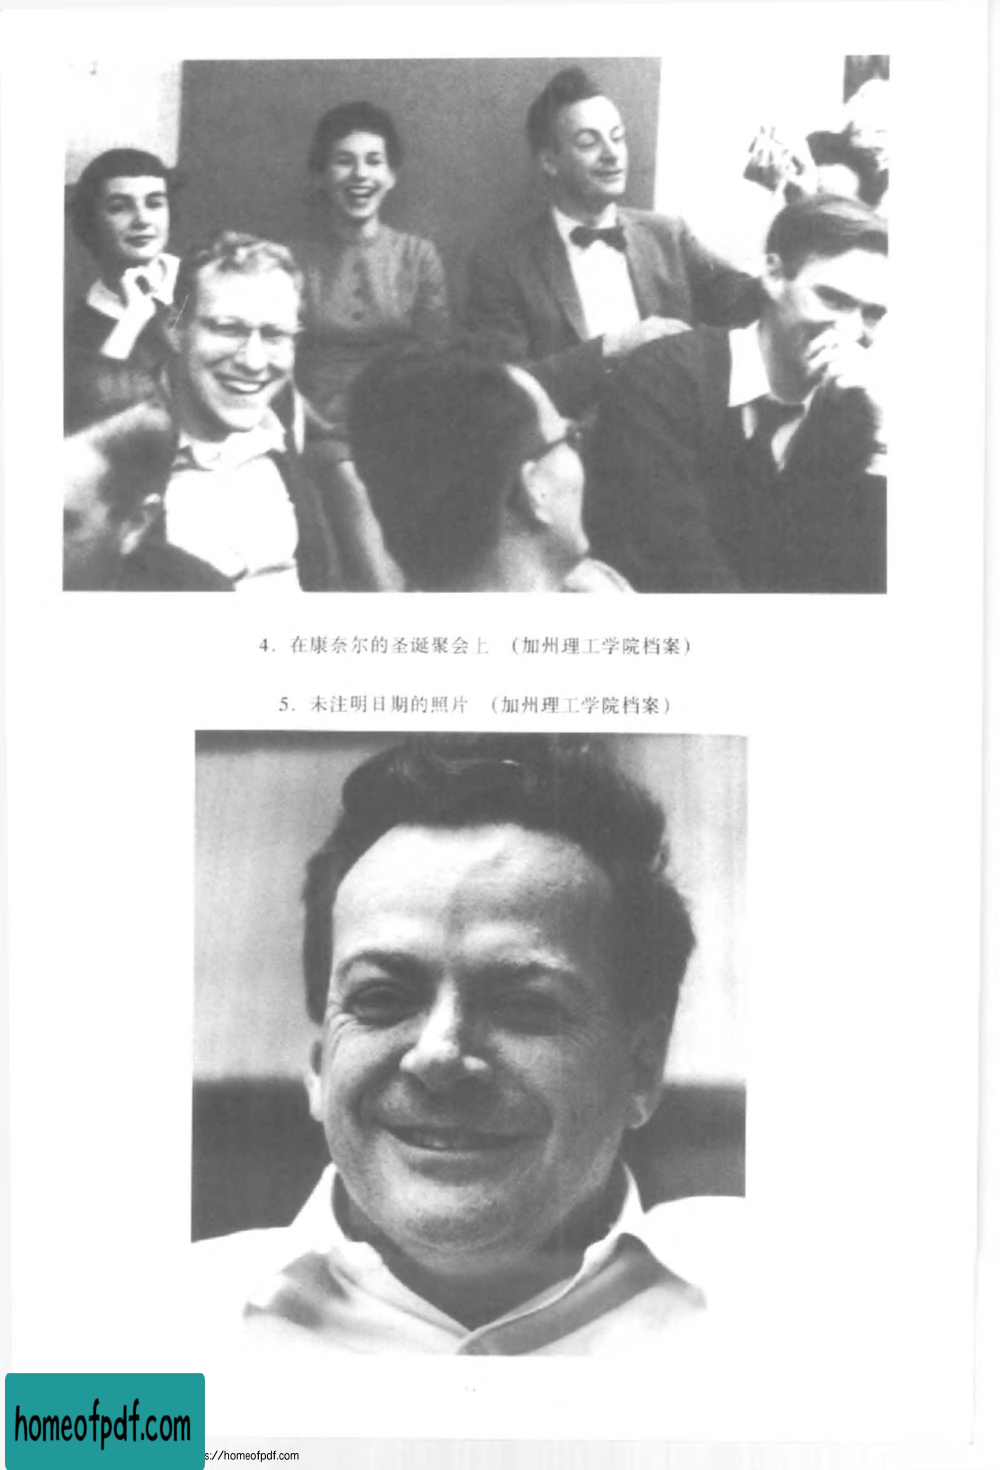 4. 在康奈尔的圣诞聚会上 (加州理工学院档案)
5. 未注明日期的照片 (加州理工学院档案)
homeofpdf.com
s://homeofpdf.com